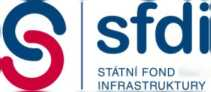 sfdi
STÁTNÍ FOND
INFRASTRUKTURY